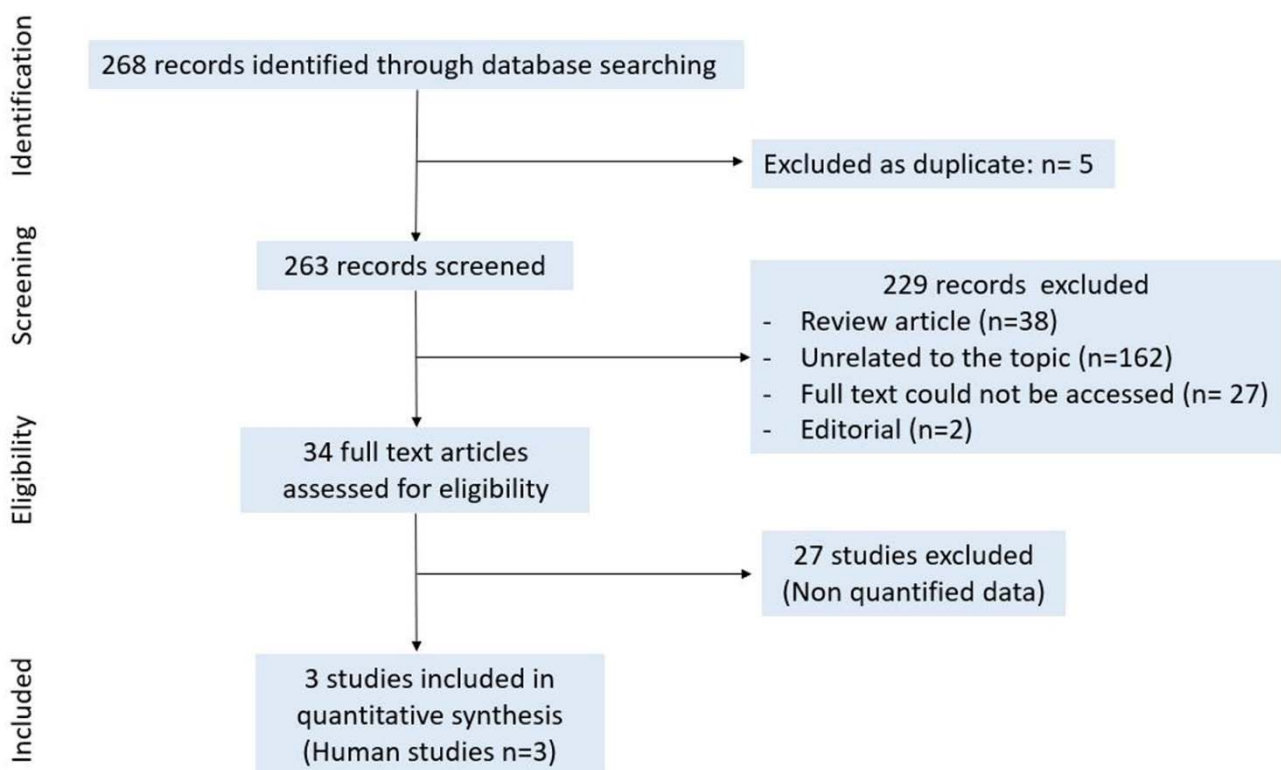 Identification
268 records identified through database searching
Excluded as duplicate: n= 5
Screening
263 records screened
229 records excluded
- Review article (n=38)
- Unrelated to the topic (n=162)
- Full text could not be accessed (n= 27)
- Editorial (n=2)
Eligibility
34 full text articles
assessed for eligibility
27 studies excluded
(Non quantified data)
Included
3 studies included in
quantitative synthesis
(Human studies n=3)